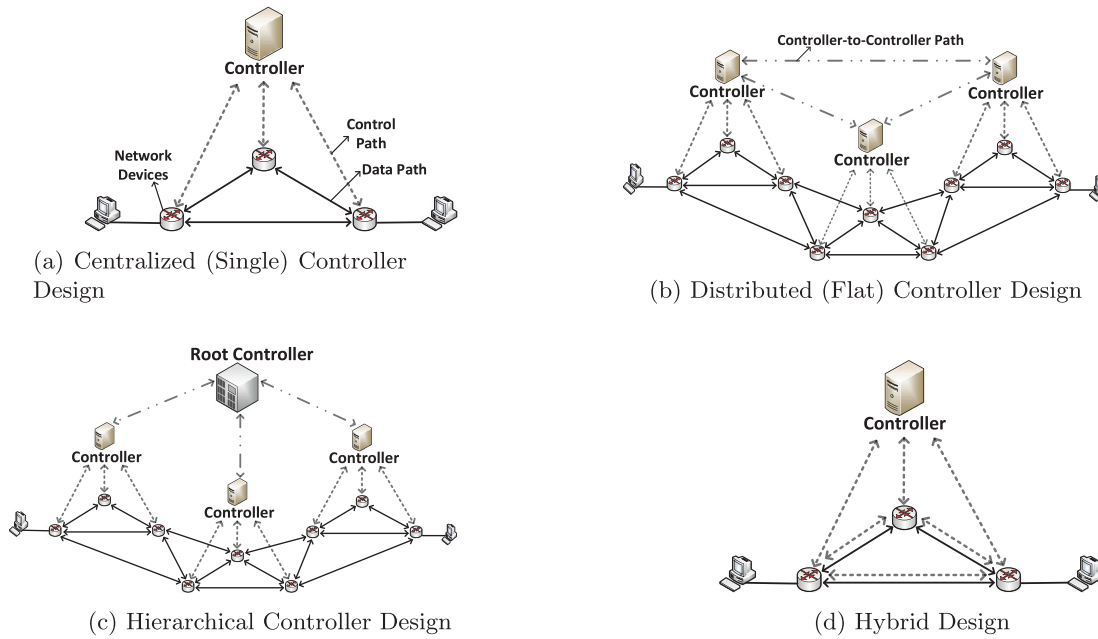 Controller
Control
Path
Network
Devices
Data Path
(a) Centralized (Single) Controller
Design
Controller-to-Controller Path
Controller
Controller
Controller
(b) Distributed (Flat) Controller Design
Root Controller
Controller
Controller
Controller
(c) Hierarchical Controller Design
Controller
(d) Hybrid Design